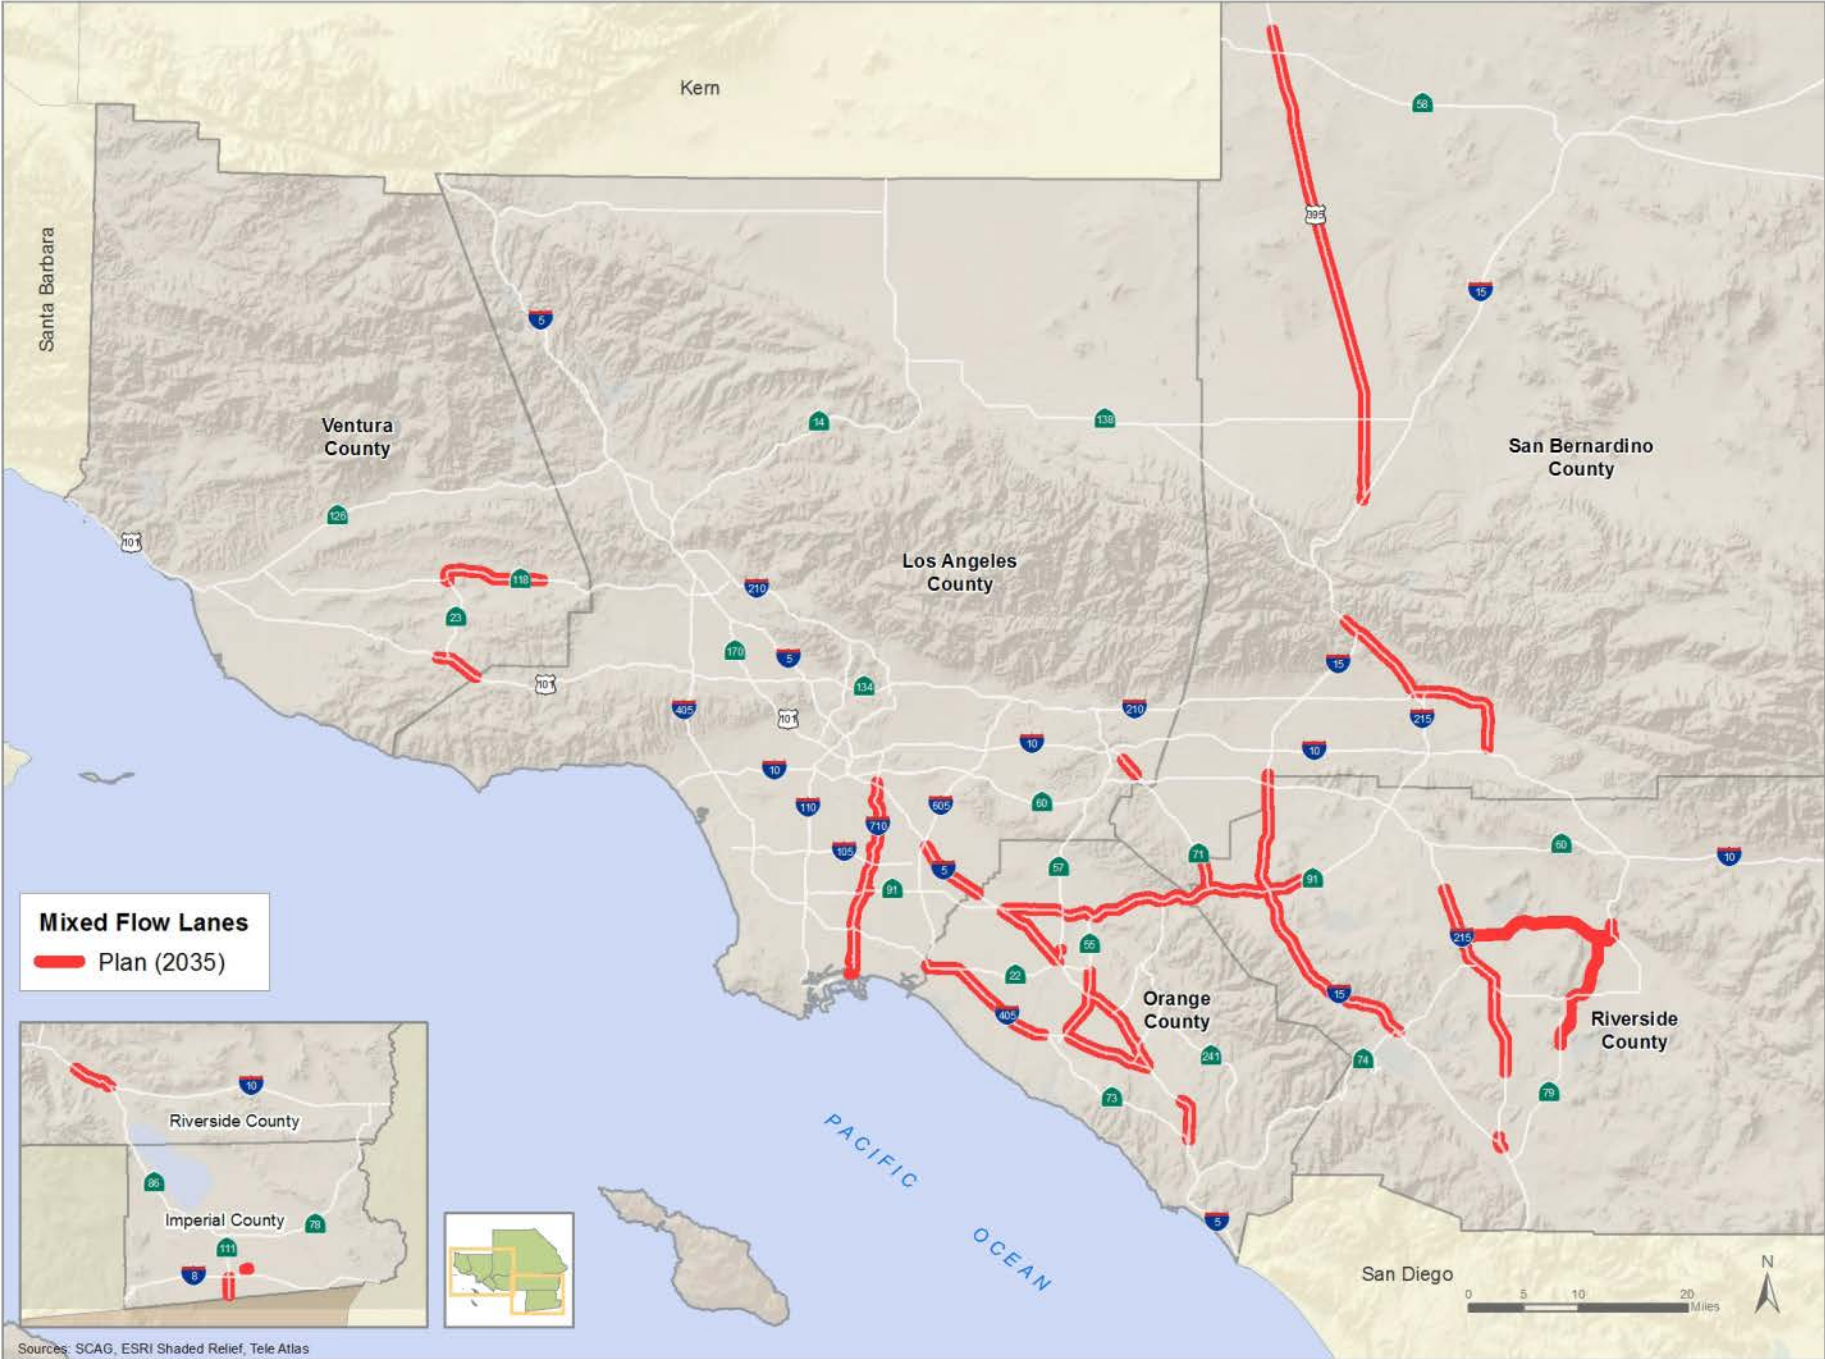 Kern
58
Santa Barbara
395
15
5
Ventura
County
14
138
San Bernardino
County
126
101
Los Angeles
County
118
210
23
170
5
15
101
134
405
101
210
215
10
10
10
110
605
60
710
105
5
57
71
60
10
91
91
Mixed Flow Lanes
Plan (2035)
55
215
22
Orange
County
15
405
Riverside
County
241
74
73
79
10
Riverside County
86
Imperial County
78
111
8
PACIFIC
OCEAN
5
San Diego
N
0 5 10 20
Miles
Sources: SCAG, ESRI Shaded Relief, Tele Atlas